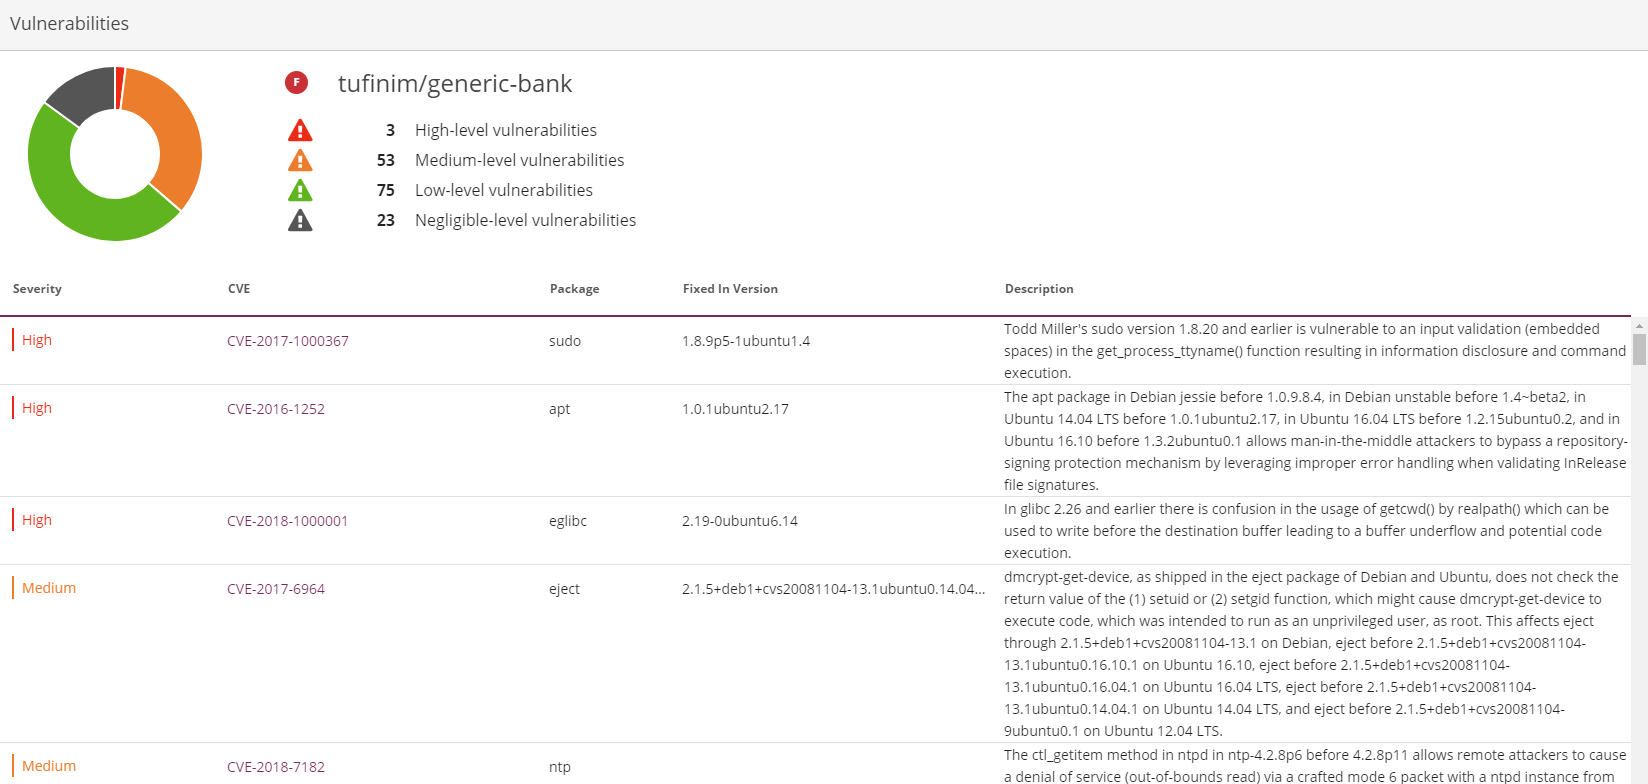 Vulnerabilities
F
tufinim/generic-bank
3 High-level vulnerabilities
53 Medium-level vulnerabilities
75 Low-level vulnerabilities
23 Negligible-level vulnerabilities
Severity CVE Package Fixed In Version Description
High CVE-2017-1000367 sudo 1.8.9p5-1ubuntu1.4
Todd Miller's sudo version 1.8.20 and earlier is vulnerable to an input validation (embedded
spaces) in the get_process_ttyname() function resulting in information disclosure and command
execution.
High CVE-2016-1252 apt 1.0.1ubuntu2.17
The apt package in Debian jessie before 1.0.9.8.4, in Debian unstable before 1.4~beta2, in
Ubuntu 14.04 LTS before 1.0.1ubuntu2.17, in Ubuntu 16.04 LTS before 1.2.15ubuntu0.2, and in
Ubuntu 16.10 before 1.3.2ubuntu0.1 allows man-in-the-middle attackers to bypass a repository-
signing protection mechanism by leveraging improper error handling when validating InRelease
file signatures.
High CVE-2018-1000001 eglibc 2.19-0ubuntu6.14
In glibc 2.26 and earlier there is confusion in the usage of getcwd() by realpath() which can be
used to write before the destination buffer leading to a buffer underflow and potential code
execution.
Medium CVE-2017-6964 eject 2.1.5+deb1+cvs20081104-13.1ubuntu0.14.04...
dmcrypt-get-device, as shipped in the eject package of Debian and Ubuntu, does not check the
return value of the (1) setuid or (2) setgid function, which might cause dmcrypt-get-device to
execute code, which was intended to run as an unprivileged user, as root. This affects eject
through 2.1.5+deb1+cvs20081104-13.1 on Debian, eject before 2.1.5+deb1+cvs20081104-
13.1ubuntu0.16.10.1 on Ubuntu 16.10, eject before 2.1.5+deb1+cvs20081104-
13.1ubuntu0.16.04.1 on Ubuntu 16.04 LTS, eject before 2.1.5+deb1+cvs20081104-
13.1ubuntu0.14.04.1 on Ubuntu 14.04 LTS, and eject before 2.1.5+deb1+cvs20081104-
9ubuntu0.1 on Ubuntu 12.04 LTS.
Medium CVE-2018-7182 ntp
The ctl_getitem method in ntpd in ntp-4.2.8p6 before 4.2.8p11 allows remote attackers to cause
a denial of service (out-of-bounds read) via a crafted mode 6 packet with a ntpd instance from